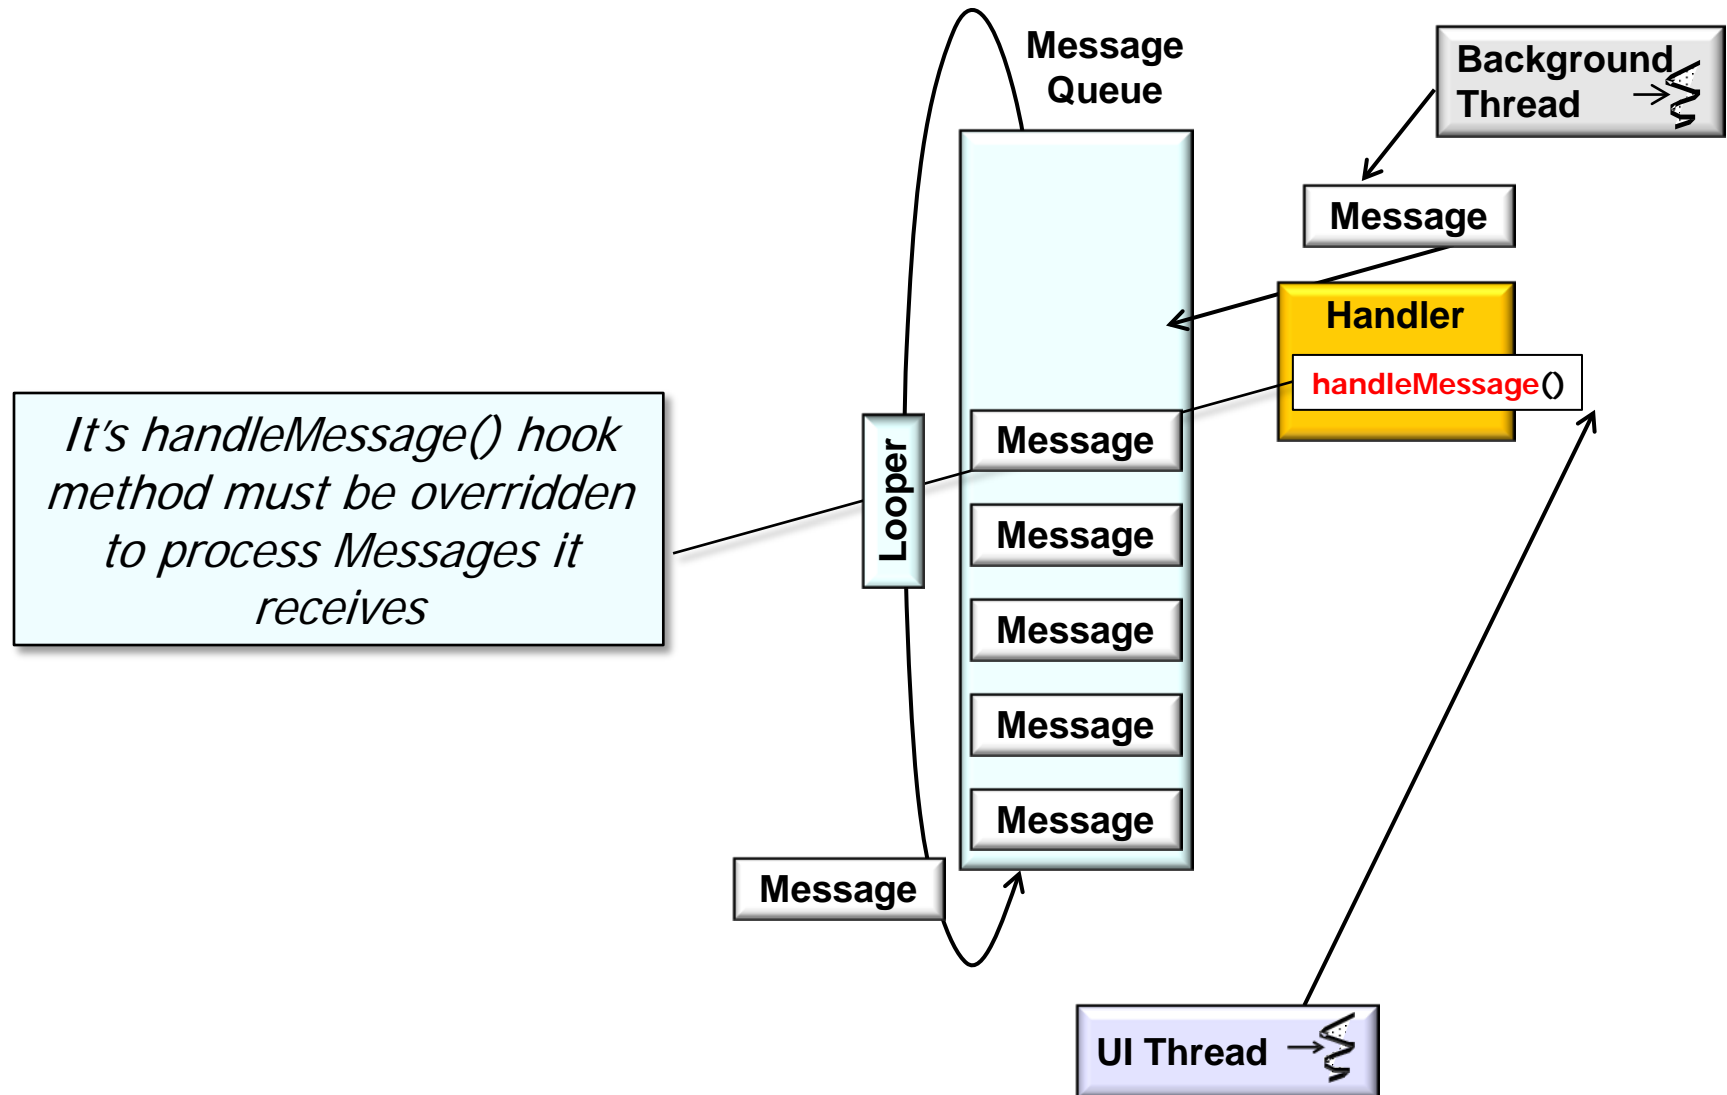 Message
Queue
Background
Thread
Message
Handler
handleMessage()
It's handleMessage() hook
method must be overridden
to process Messages it
receives
Looper
Message
Message
Message
Message
Message
Message
UI Thread